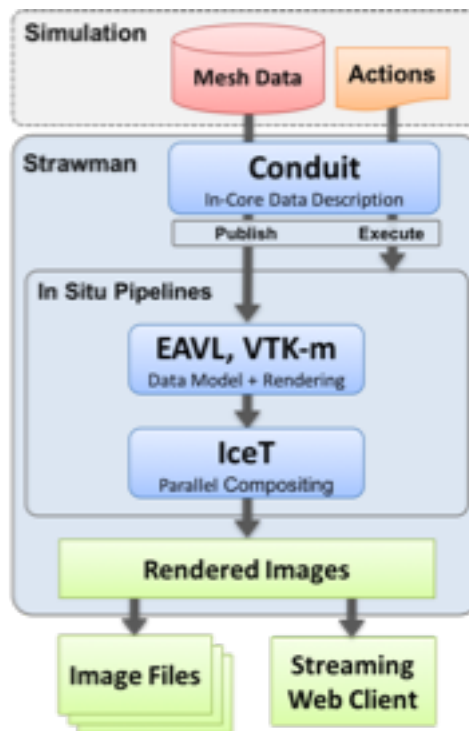 Simulation
Mesh Data
Actions
Strawman
Conduit
In-Core Data Description
Publish Execute
In Situ Pipelines
EAVL, VTK-m
Data Model + Rendering
IceT
Parallel Compositing
Rendered Images
Image Files
Streaming
Web Client